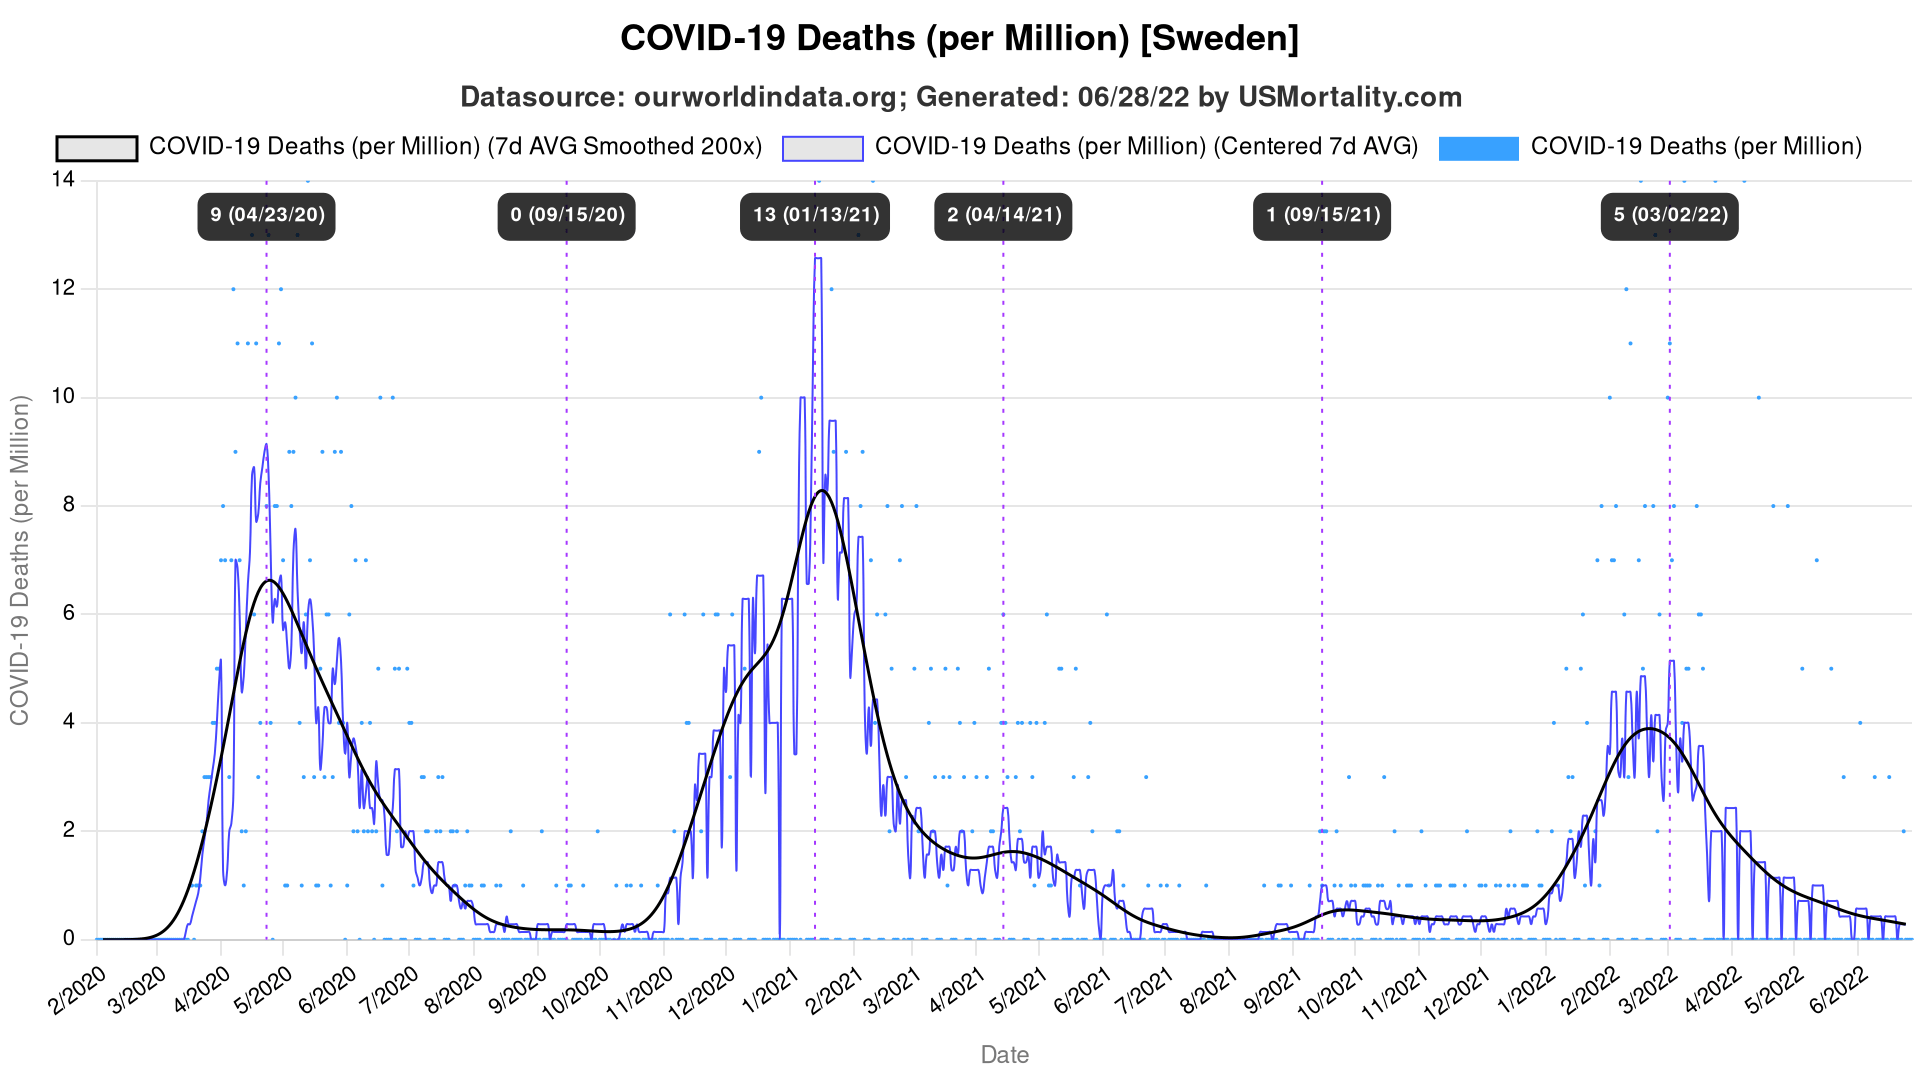 COVID-19 Deaths (per Million) [Sweden]
Datasource: ourworldindata.org; Generated: 06/28/22 by USMortality.com
COVID-19 Deaths (per Million) (7d AVG Smoothed 200x) COVID-19 Deaths (per Million) (Centered 7d AVG) COVID-19 Deaths (per Million)
9 (04/23/20) 0 (09/15/20) 13 (01/13/21) 2 (04/14/21) 1 (09/15/21) 5 (03/02/22)
COVID-19 Deaths (per Million)
14
12
10
8
6
4
2
0
2/2020 3/2020 4/2020 5/2020 6/2020 7/2020 8/2020 9/2020 10/2020 11/2020 12/2020 1/2021 2/2021 3/2021 4/2021 5/2021 6/2021 7/2021 8/2021 9/2021 10/2021 11/2021 12/2021 1/2022 2/2022 3/2022 4/2022 5/2022 6/2022
Date